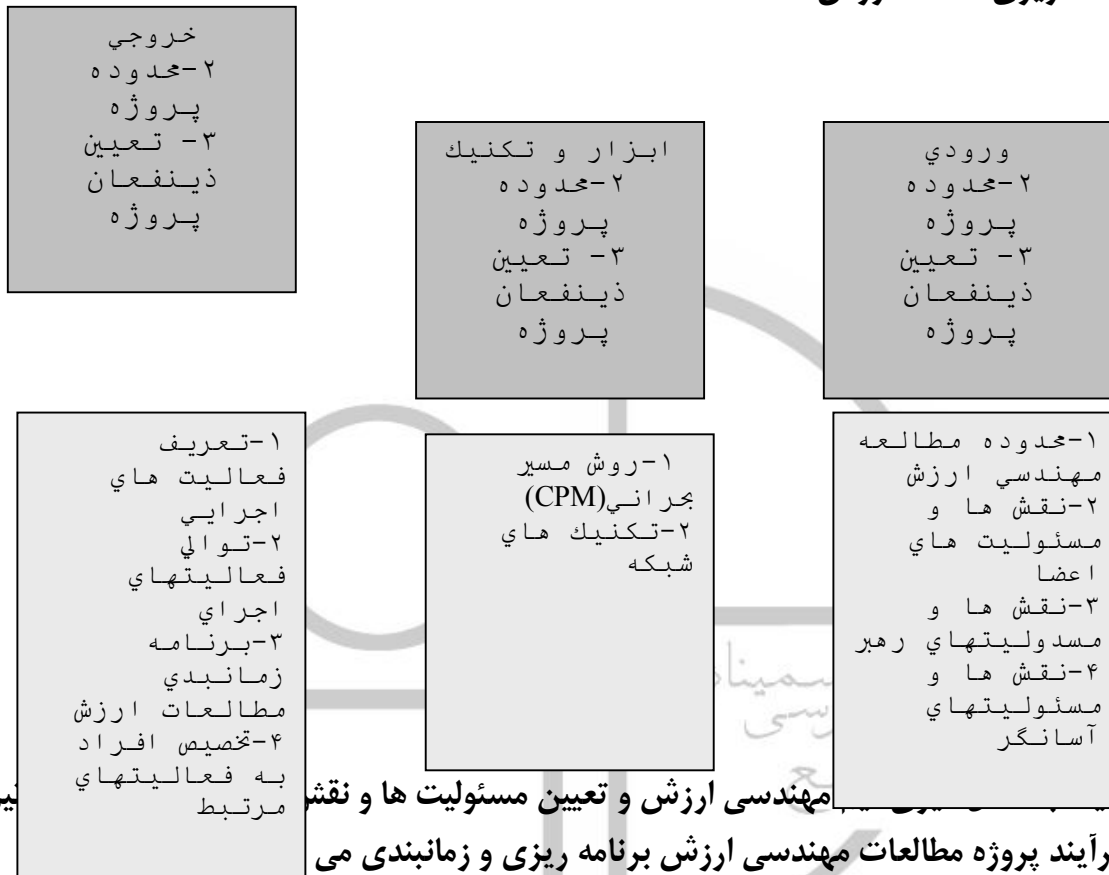 خروجي
۲-محدوده
پروژه
۳- تعيين
ذينفعان
پروژه
ابزار و تكنيك
۲-محدوده
پروژه
۳- تعيين
ذينفعان
پروژه
ورودي
۲-محدوده
پروژه
۳- تعيين
ذينفعان
پروژه
۱-تعريف
فعاليت هاي
اجرايي
۲-توالي
فعاليتهاي
اجراي
۳-برنامه
زمانبدي
مطالعات ارزش
۴-تخصيص افراد
به فعاليتهاي
مرتبط
۱-روش مسير
بحراني(CPM)
۲-تكنيك هاي
شبكه
۱-محدوده مطالعه
مهندسي ارزش
۲-نقش ها و
مسئوليت هاي
اعضا
۳-نقش ها و
مسدوليتهاي رهبر
۴-نقش ها و
مسئوليتهاي
آسانگر
مهندسی ارزش و تعیین مسئولیت ها و
پروژه مطالعات مهندسی ارزش برنامه ریزی و زمانبندی می